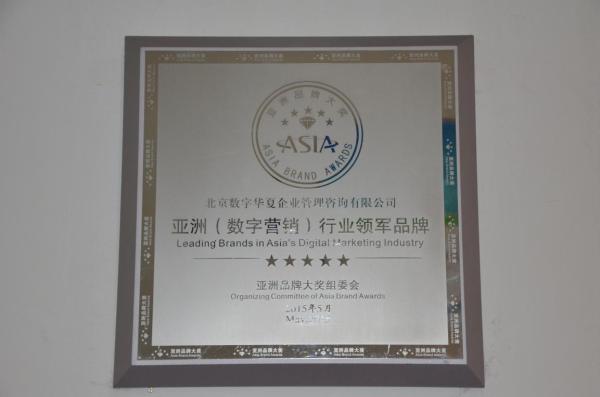 亚洲品牌大奖
ASIA
ASIA BRAND AWARDS
北京数字华夏企业管理咨询有限公司
亚洲（数字营销）行业领军品牌
Leading Brands in Asia's Digital Marketing Industry
★★★★★
亚洲品牌大奖组委会
Organizing Committee of Asia Brand Awards
2015年5月